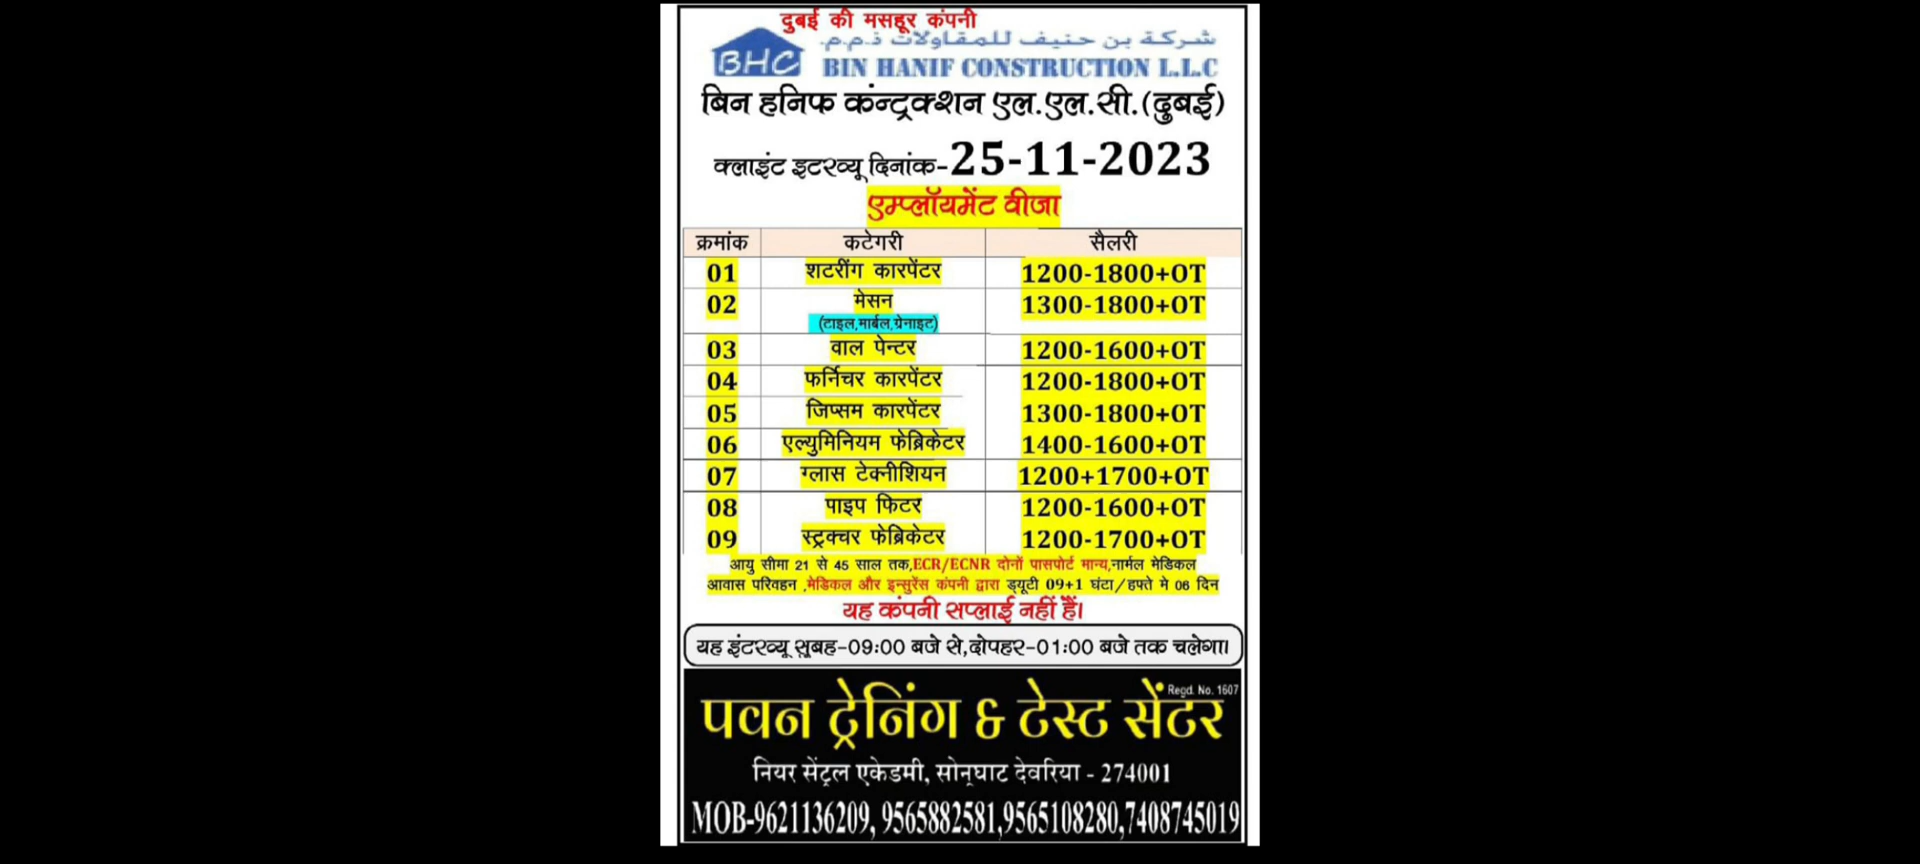 दुबई की मसहूर कंपनी
شركة بن حنيف للمقاولات ذ.م.م.
BHC BIN HANIF CONSTRUCTION L.L.C
बिन हनिफ कंन्ट्रक्शन एल.एल.सी.(दुबई)
क्लाइंट इटरव्यू दिनांक-25-11-2023
एम्प्लॉयमेंट वीजा
क्रमांक कटेगरी सैलरी
01 शटरींग कारपेंटर 1200-1800+OT
02 मेसन 1300-1800+OT
(टाइल,मार्बल,ग्रेनाइट)
03 वाल पेन्टर 1200-1600+OT
04 फर्निचर कारपेंटर 1200-1800+OT
05 जिप्सम कारपेंटर 1300-1800+OT
06 एल्युमिनियम फेब्रिकेटर 1400-1600+OT
07 ग्लास टेक्नीशियन 1200+1700+OT
08 पाइप फिटर 1200-1600+OT
09 स्ट्रक्चर फेब्रिकेटर 1200-1700+OT
आयु सीमा 21 से 45 साल तक,ECR/ECNR दोनों पासपोर्ट मान्य,नार्मल मेडिकल
आवास परिवहन ,मेडिकल और इन्सुरेंस कंपनी द्वारा ड्यूटी 09+1 घंटा/हफ्ते मे 06 दिन
यह कंपनी सप्लाई नहीं हैं।
यह इंटरव्यू सुबह-09:00 बजे से,दोपहर-01:00 बजे तक चलेगा।
Regd. No. 1607
पवन ट्रेनिंग & टेस्ट सेंटर
नियर सेंट्रल एकेडमी, सोनूघाट देवरिया - 274001
MOB-9621136209, 9565882581,9565108280,7408745019